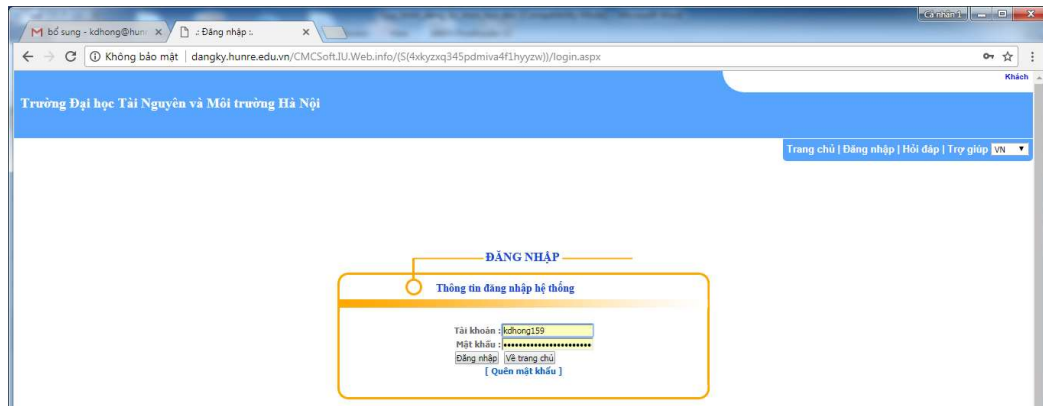 Cá nhân 1
bổ sung - kdhong@hunr
.: Đăng nhập :.
Không bảo mật | dangky.hunre.edu.vn/CMCSoft.IU.Web.info/(S(4xkyzxq345pdmiva4f1hyyzw))/login.aspx
Khách
Trường Đại học Tài Nguyên và Môi trường Hà Nội
Trang chủ | Đăng nhập | Hỏi đáp | Trợ giúp VN
ĐĂNG NHẬP
Thông tin đăng nhập hệ thống
Tài khoản : kdhong159
Mật khẩu : ••••••••••••••••••••••
Đăng nhập Về trang chủ
[ Quên mật khẩu ]